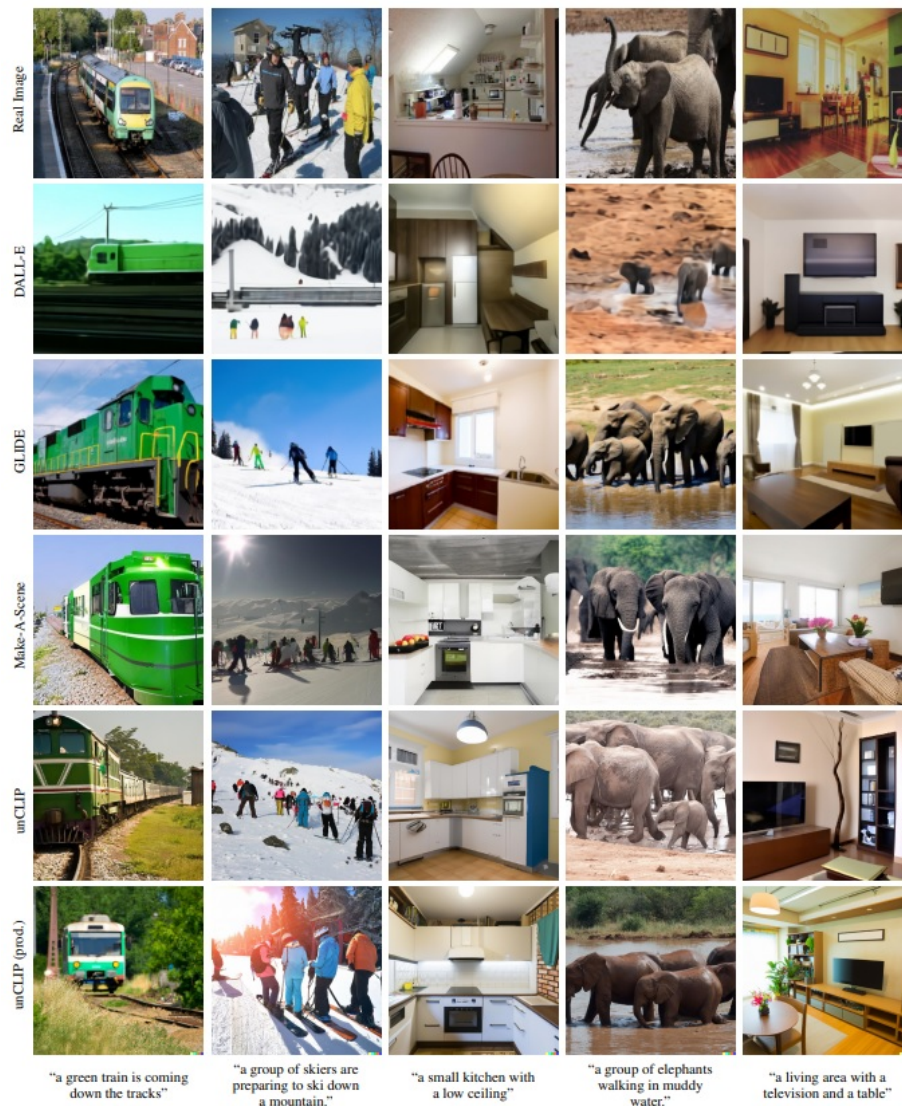 Real Image
DALL-E
GLIDE
Make-A-Scene
unCLIP
unCLIP (prod.)
“a green train is coming
down the tracks”
“a group of skiers are
preparing to ski down
a mountain.”
“a small kitchen with
a low ceiling”
“a group of elephants
walking in muddy
water.”
“a living area with a
television and a table”